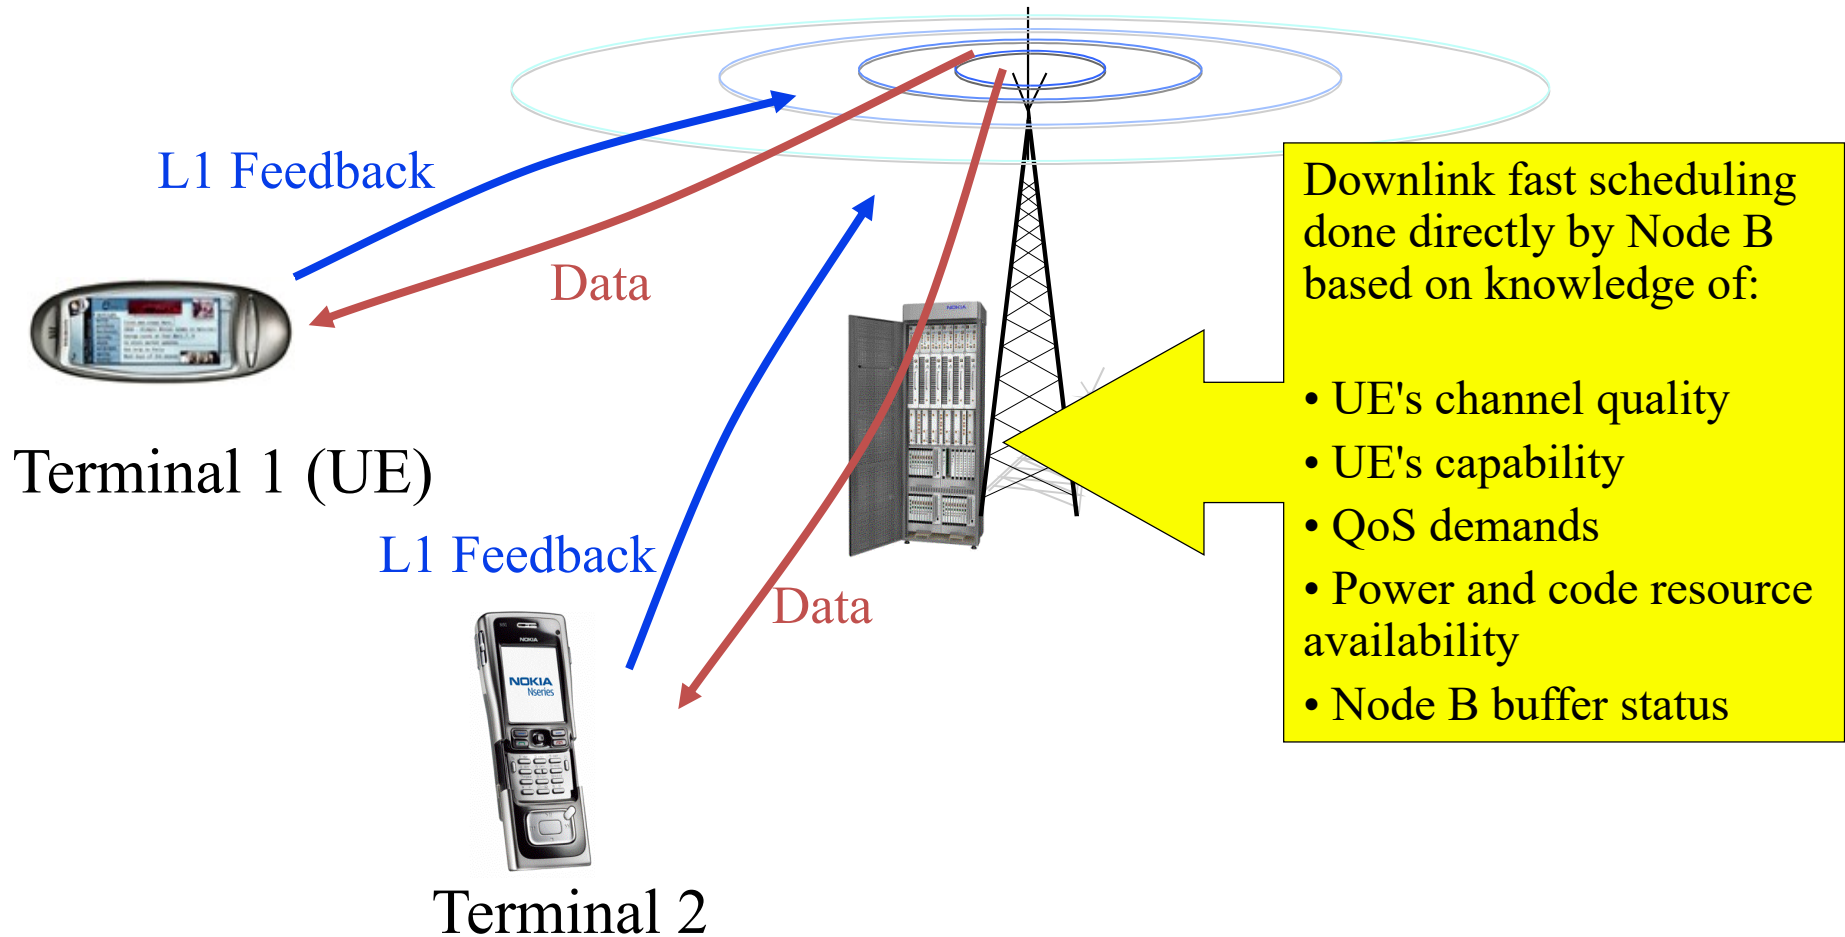 L1 Feedback
Data
Terminal 1 (UE)
L1 Feedback
Data
Terminal 2
NOKIA
NOKIA
NOKIA
Nseries
Downlink fast scheduling
done directly by Node B
based on knowledge of:
• UE's channel quality
• UE's capability
• QoS demands
• Power and code resource
availability
• Node B buffer status